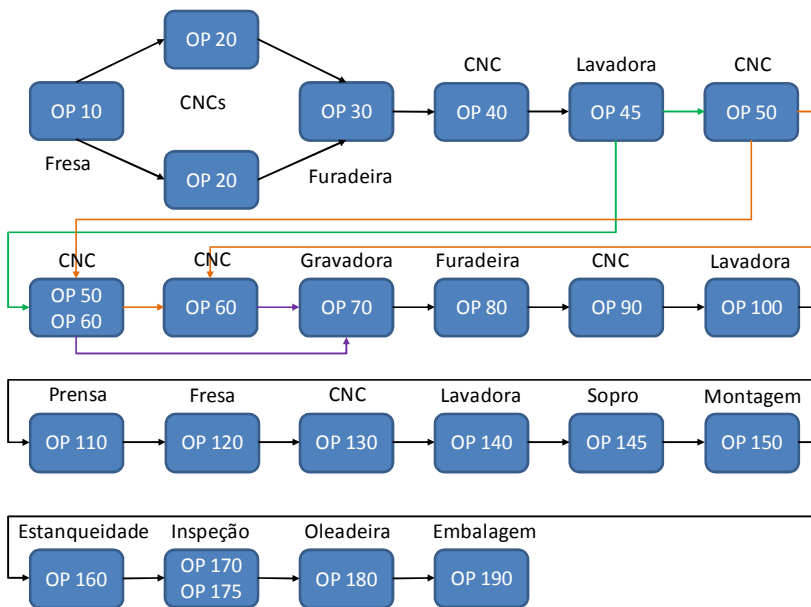 OP 20
CNC
Lavadora
CNC
OP 10
CNCs
OP 30
OP 40
OP 45
OP 50
Fresa
OP 20
Furadeira
CNC
CNC
Gravadora
Furadeira
CNC
Lavadora
OP 50
OP 60
OP 60
OP 70
OP 80
OP 90
OP 100
Prensa
Fresa
CNC
Lavadora
Sopro
Montagem
OP 110
OP 120
OP 130
OP 140
OP 145
OP 150
Estanqueidade
Inspeção
Oleadeira
Embalagem
OP 160
OP 170
OP 175
OP 180
OP 190